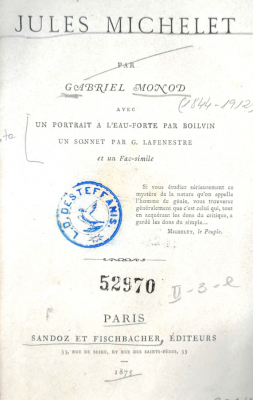 JULES MICHELET
PAR
GABRIEL MONOD
AVEC
(1844-1912)
UN PORTRAIT A L'EAU-FORTE PAR BOILVIN
UN SONNET PAR G. LAFENESTRE
et un Fac-simile
Si vous étudiez sérieusement ce
mystère de la nature qu'on appelle
l'homme de génie, vous trouverez
généralement que c'est celui qui, tout
en acquérant les dons du critique, a
gardé les dons du simple...
MICHELET, le Peuple.
L.O. DESTEFFANIS
52970
II-3-2
PARIS
SANDOZ ET FISCHBACHER, ÉDITEURS
33, RUE DE SEINE, ET RUE DES SAINTS-PÈRES, 33
1875